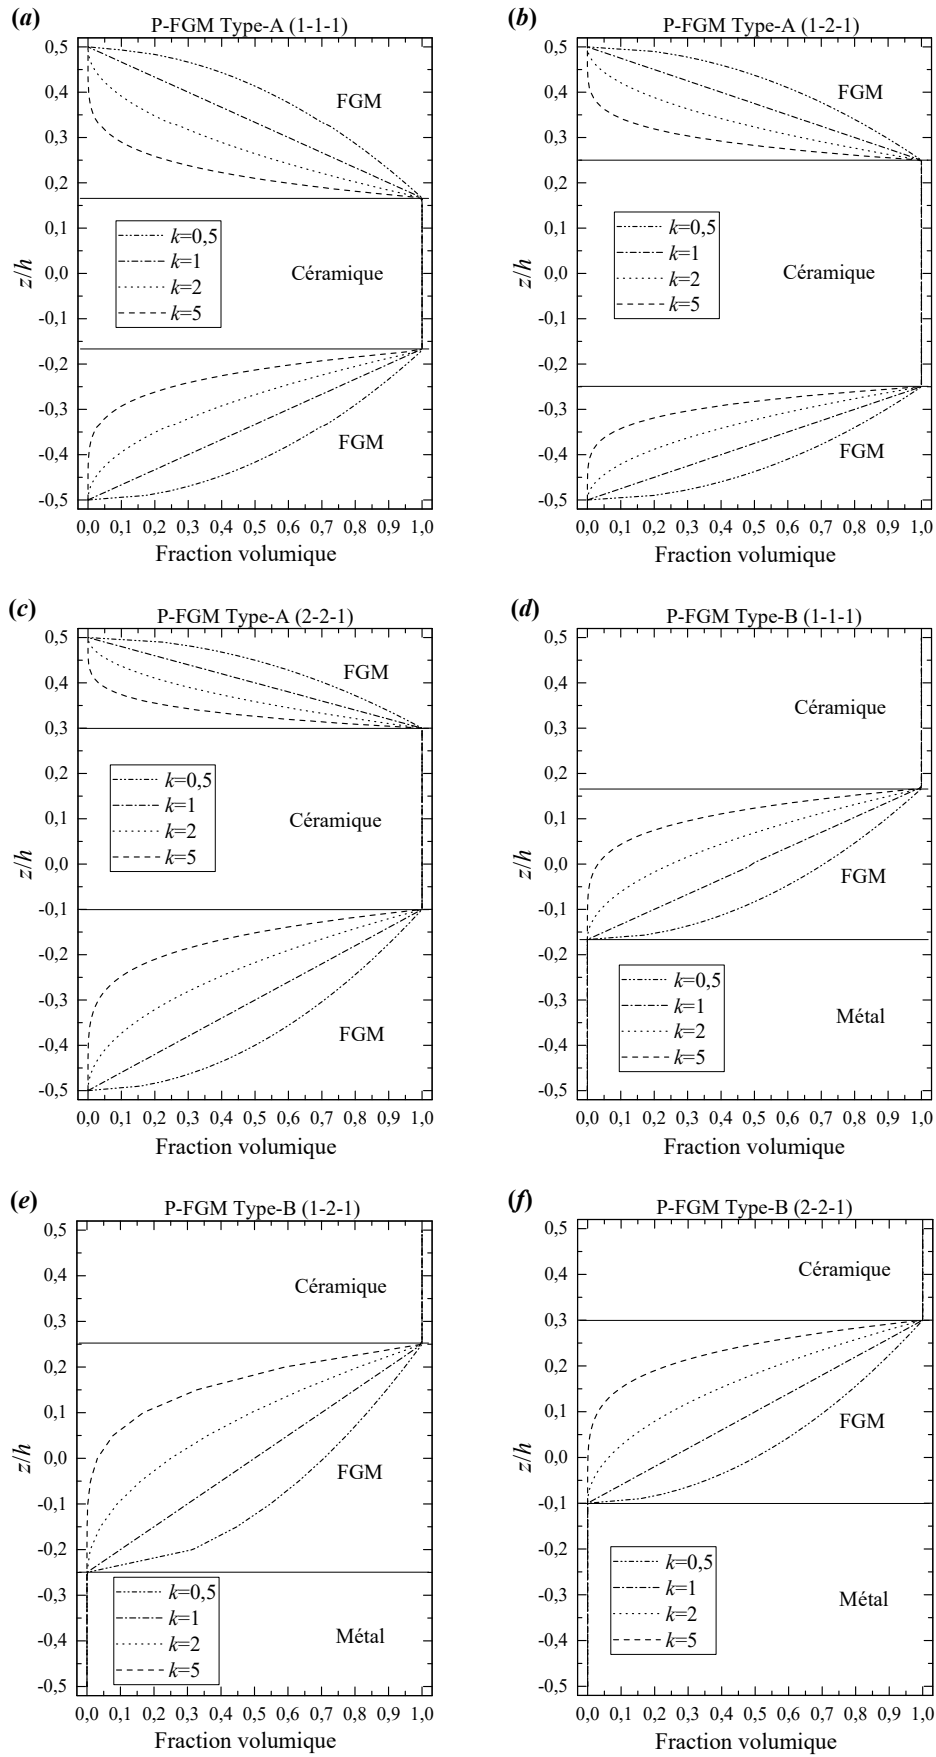 (a)
P-FGM Type-A (1-1-1)
0,5
0,4
0,3
0,2
0,1
0,0
-0,1
-0,2
-0,3
-0,4
-0,5
z/h
FGM
Céramique
FGM
k=0,5
k=1
k=2
k=5
0,0 0,1 0,2 0,3 0,4 0,5 0,6 0,7 0,8 0,9 1,0
Fraction volumique
(b)
P-FGM Type-A (1-2-1)
0,5
0,4
0,3
0,2
0,1
0,0
-0,1
-0,2
-0,3
-0,4
-0,5
z/h
FGM
Céramique
FGM
k=0,5
k=1
k=2
k=5
0,0 0,1 0,2 0,3 0,4 0,5 0,6 0,7 0,8 0,9 1,0
Fraction volumique
(c)
P-FGM Type-A (2-2-1)
0,5
0,4
0,3
0,2
0,1
0,0
-0,1
-0,2
-0,3
-0,4
-0,5
z/h
FGM
Céramique
FGM
k=0,5
k=1
k=2
k=5
0,0 0,1 0,2 0,3 0,4 0,5 0,6 0,7 0,8 0,9 1,0
Fraction volumique
(d)
P-FGM Type-B (1-1-1)
0,5
0,4
0,3
0,2
0,1
0,0
-0,1
-0,2
-0,3
-0,4
-0,5
z/h
Céramique
FGM
Métal
k=0,5
k=1
k=2
k=5
0,0 0,1 0,2 0,3 0,4 0,5 0,6 0,7 0,8 0,9 1,0
Fraction volumique
(e)
P-FGM Type-B (1-2-1)
0,5
0,4
0,3
0,2
0,1
0,0
-0,1
-0,2
-0,3
-0,4
-0,5
z/h
Céramique
FGM
Métal
k=0,5
k=1
k=2
k=5
0,0 0,1 0,2 0,3 0,4 0,5 0,6 0,7 0,8 0,9 1,0
Fraction volumique
(f)
P-FGM Type-B (2-2-1)
0,5
0,4
0,3
0,2
0,1
0,0
-0,1
-0,2
-0,3
-0,4
-0,5
z/h
Céramique
FGM
Métal
k=0,5
k=1
k=2
k=5
0,0 0,1 0,2 0,3 0,4 0,5 0,6 0,7 0,8 0,9 1,0
Fraction volumique